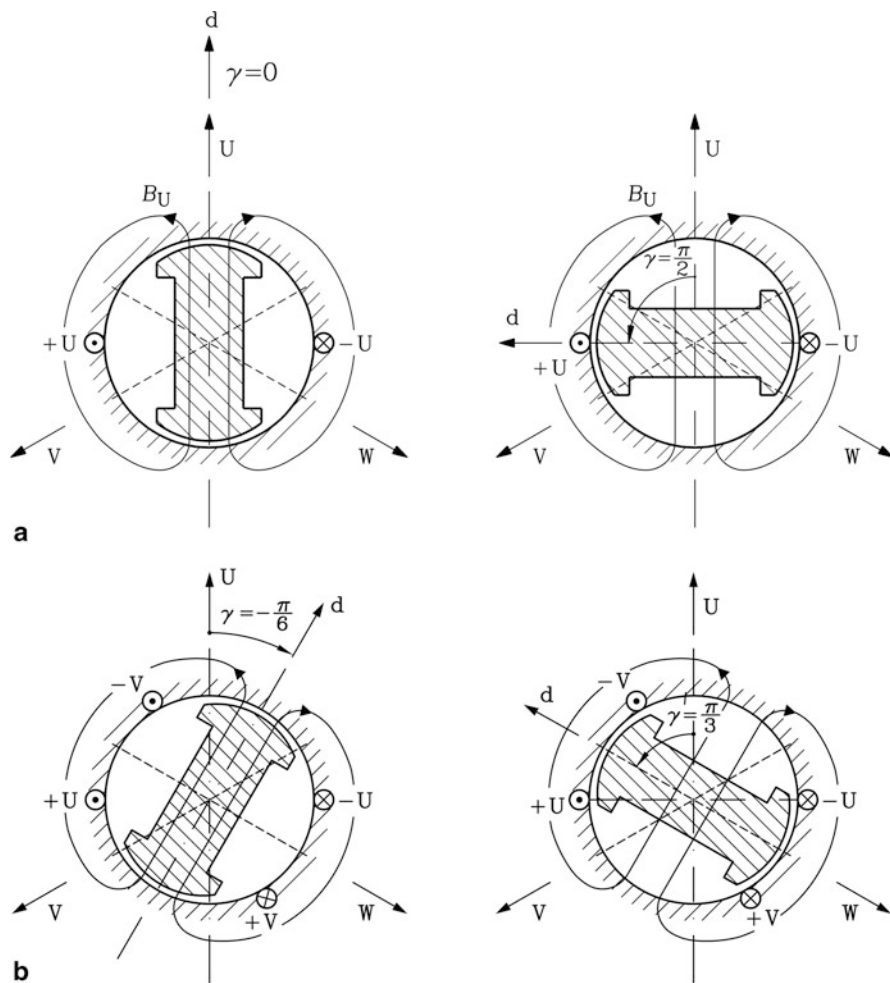 d
γ=0
U
B_U
+U
-U
V
W
U
B_U
γ=π/2
d
+U
-U
V
W
a
U
γ=-π/6
d
-V
+U
-U
V
+V
W
U
d
-V
γ=π/3
+U
-U
V
+V
W
b